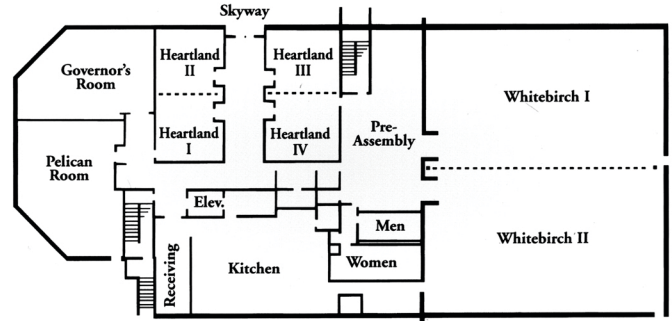 Skyway
Governor's
Room
Heartland
II
Heartland
III
Whitebirch I
Heartland
I
Heartland
IV
Pre-
Assembly
Pelican
Room
Elev.
Men
Whitebirch II
Receiving
Kitchen
Women